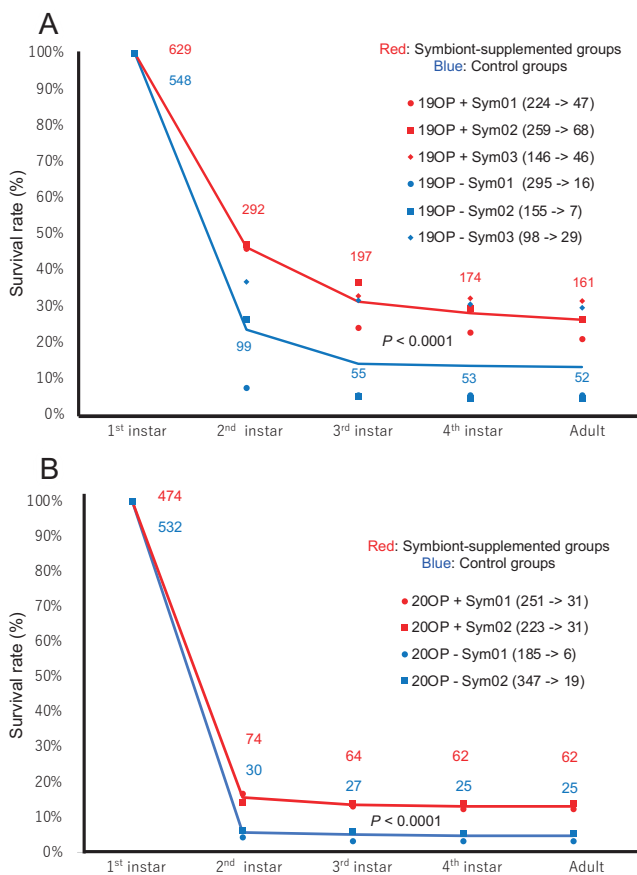 A
100%
90%
80%
70%
60%
50%
40%
30%
20%
10%
0%
Survival rate (%)
629
548
Red: Symbiont-supplemented groups
Blue: Control groups
19OP + Sym01 (224 -> 47)
19OP + Sym02 (259 -> 68)
19OP + Sym03 (146 -> 46)
19OP - Sym01 (295 -> 16)
19OP - Sym02 (155 -> 7)
19OP - Sym03 (98 -> 29)
292
197
174
161
P < 0.0001
99
55
53
52
1st instar
2nd instar
3rd instar
4th instar
Adult
B
100%
90%
80%
70%
60%
50%
40%
30%
20%
10%
0%
Survival rate (%)
474
532
Red: Symbiont-supplemented groups
Blue: Control groups
20OP + Sym01 (251 -> 31)
20OP + Sym02 (223 -> 31)
20OP - Sym01 (185 -> 6)
20OP - Sym02 (347 -> 19)
74
64
62
62
30
27
25
25
P < 0.0001
1st instar
2nd instar
3rd instar
4th instar
Adult